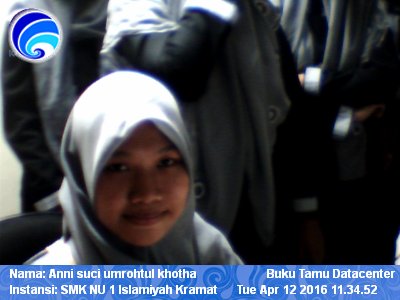 Nama: Anni suci umrohtul khotha Buku Tamu Datacenter
Instansi: SMK NU 1 Islamiyah Kramat Tue Apr 12 2016 11.34.52